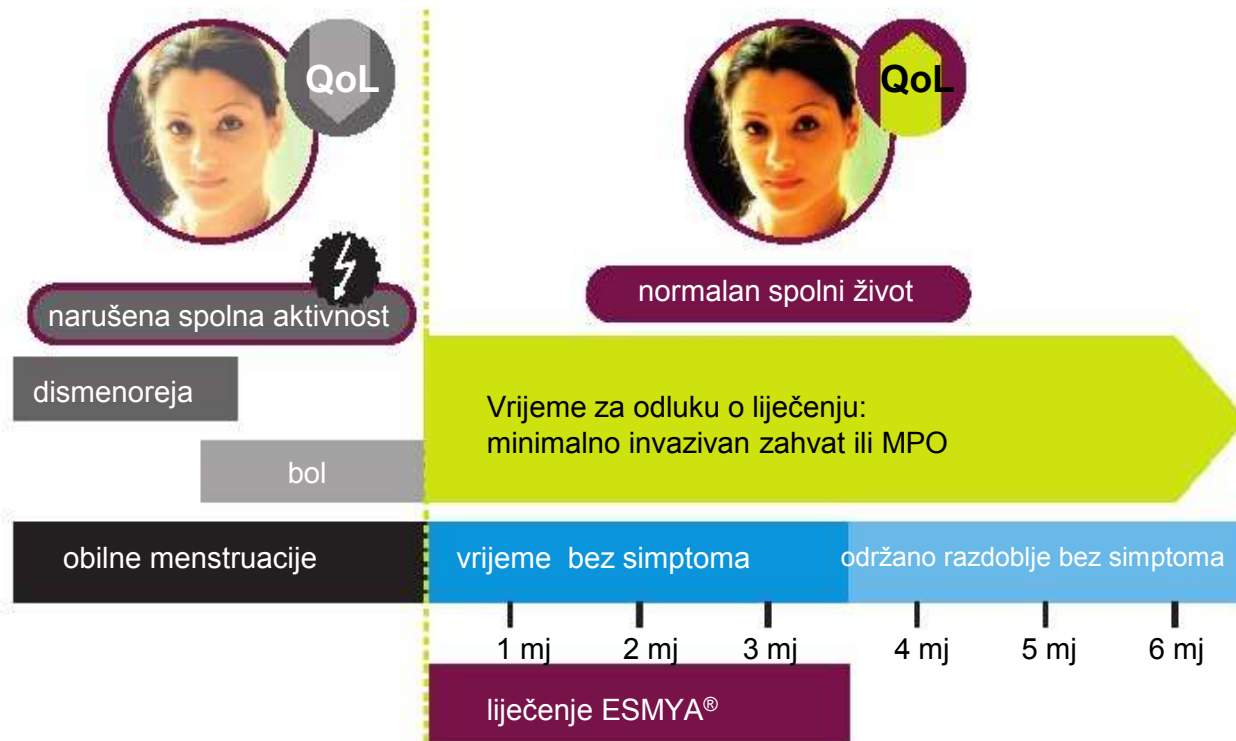 QoL
QoL
narušena spolna aktivnost
normalan spolni život
dismenoreja
Vrijeme za odluku o liječenju:
minimalno invazivan zahvat ili MPO
bol
obilne menstruacije
vrijeme bez simptoma
održano razdoblje bez simptoma
1 mj 2 mj 3 mj 4 mj 5 mj 6 mj
liječenje ESMYA®